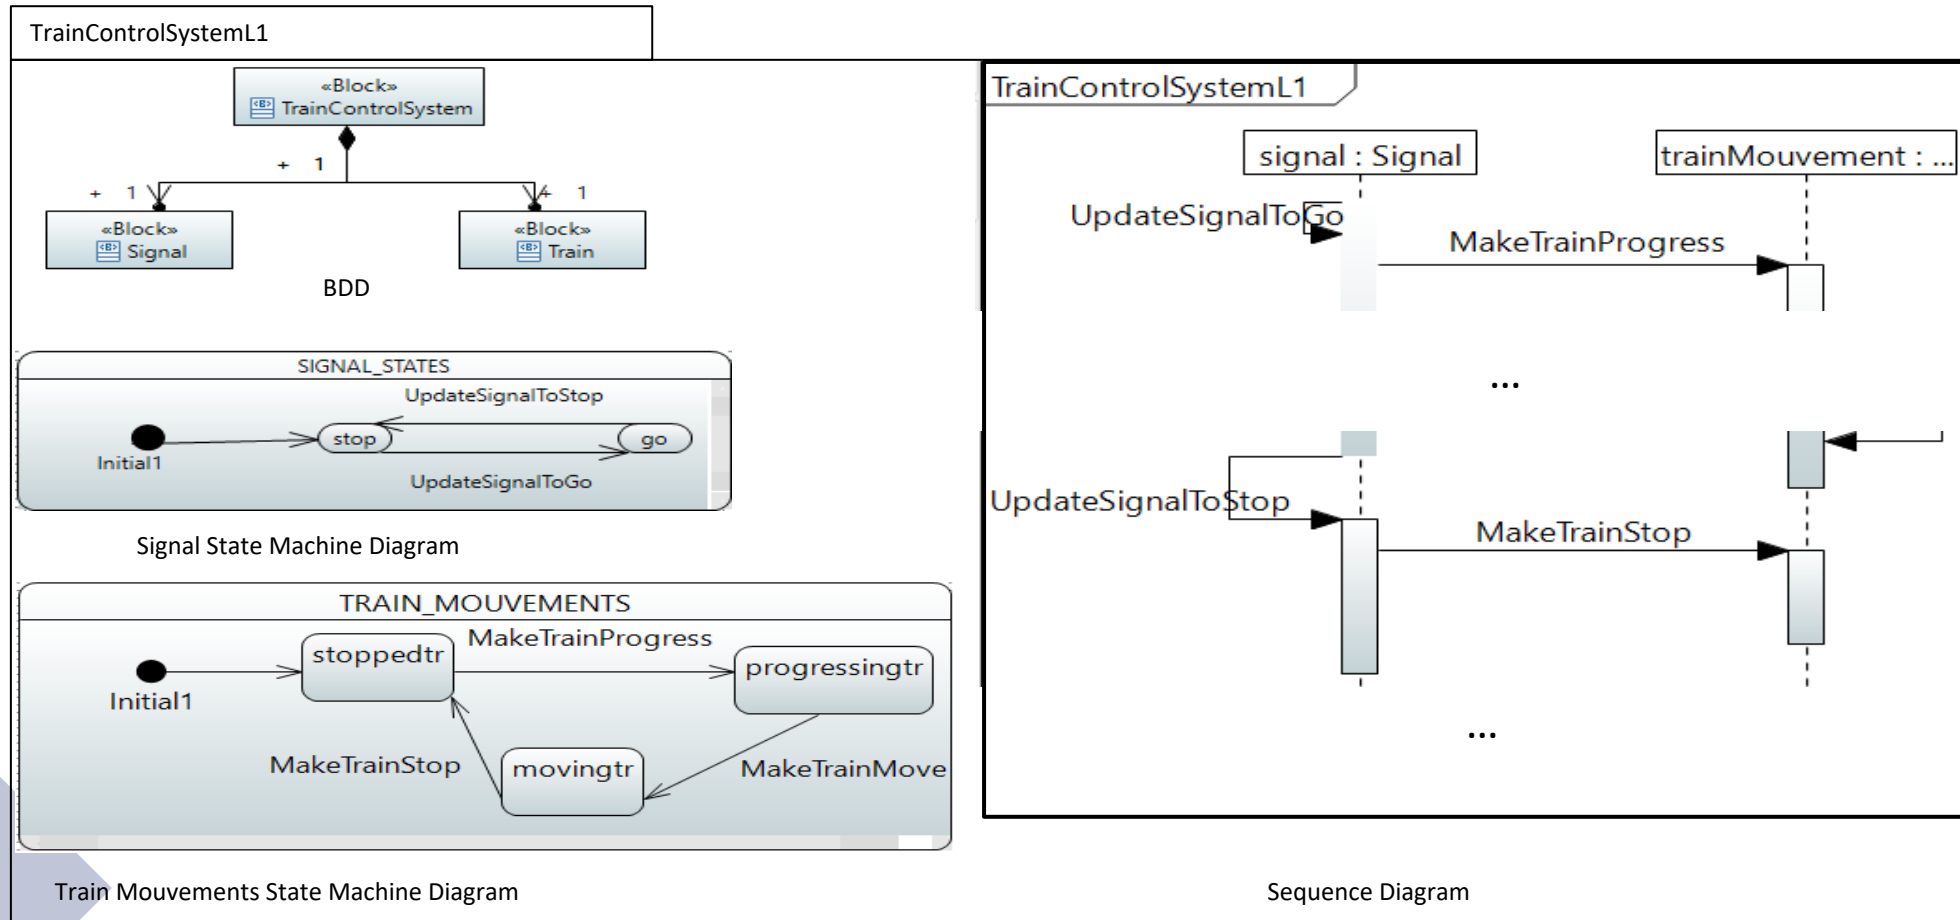 TrainControlSystemL1
«Block»
TrainControlSystem
+ 1
+ 1
+ 1
«Block»
Signal
«Block»
Train
BDD
SIGNAL_STATES
UpdateSignalToStop
stop
go
Initial1
UpdateSignalToGo
Signal State Machine Diagram
TRAIN_MOUVEMENTS
MakeTrainProgress
stoppedtr
progressingtr
Initial1
MakeTrainStop
movingtr
MakeTrainMove
Train Mouvements State Machine Diagram
TrainControlSystemL1
signal : Signal
trainMouvement : ...
UpdateSignalToGo
MakeTrainProgress
...
UpdateSignalToStop
MakeTrainStop
...
Sequence Diagram